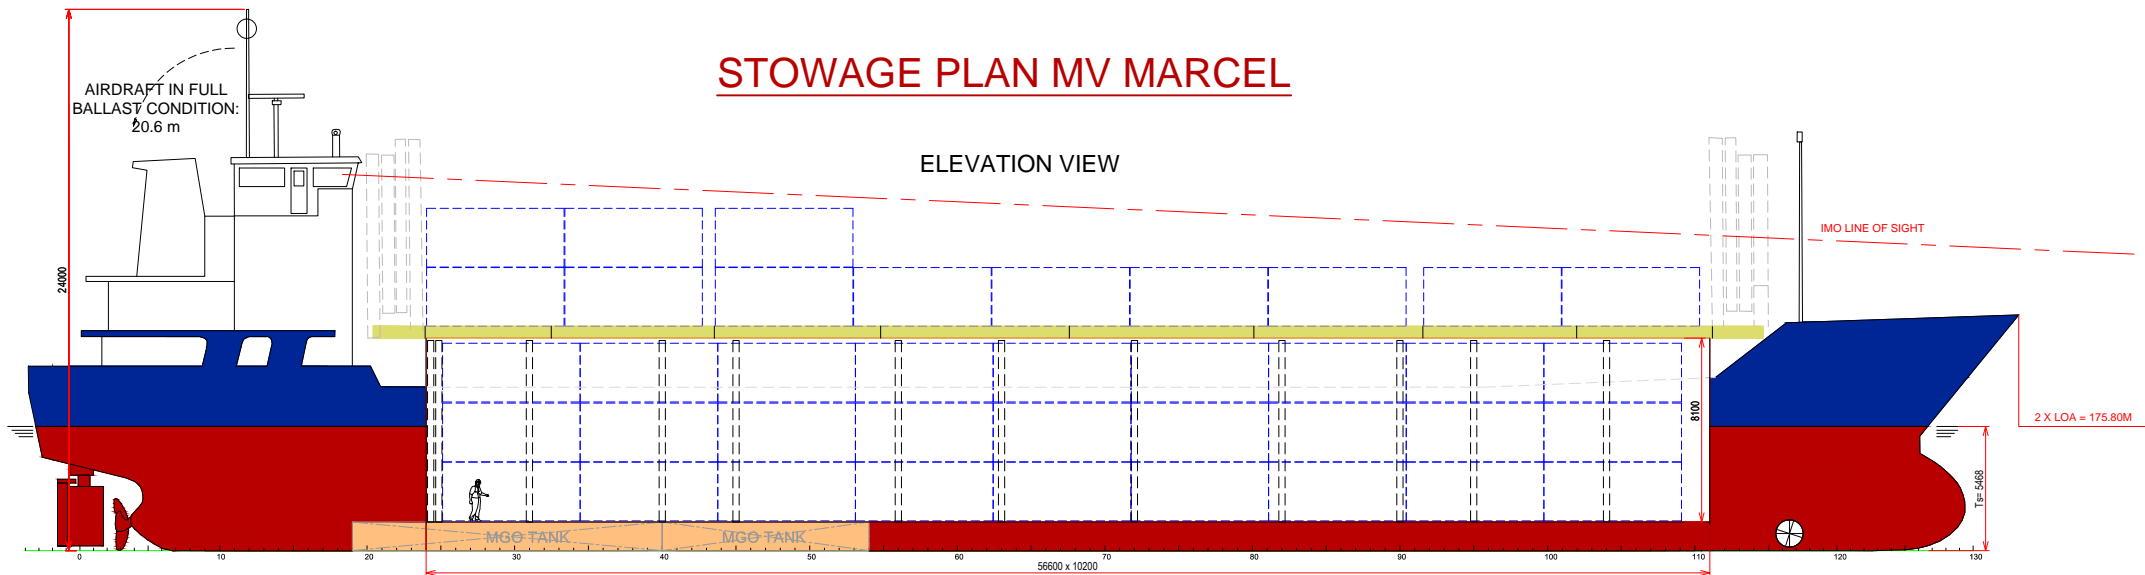 STOWAGE PLAN MV MARCEL
AIRDRAFT IN FULL
BALLAST CONDITION:
20.6 m
ELEVATION VIEW
IMO LINE OF SIGHT
24000
8100
2 X LOA = 175.80M
Ts= 5468
MGO TANK
MGO TANK
0 10 20 30 40 50 60 70 80 90 100 110 120 130
56600 x 10200